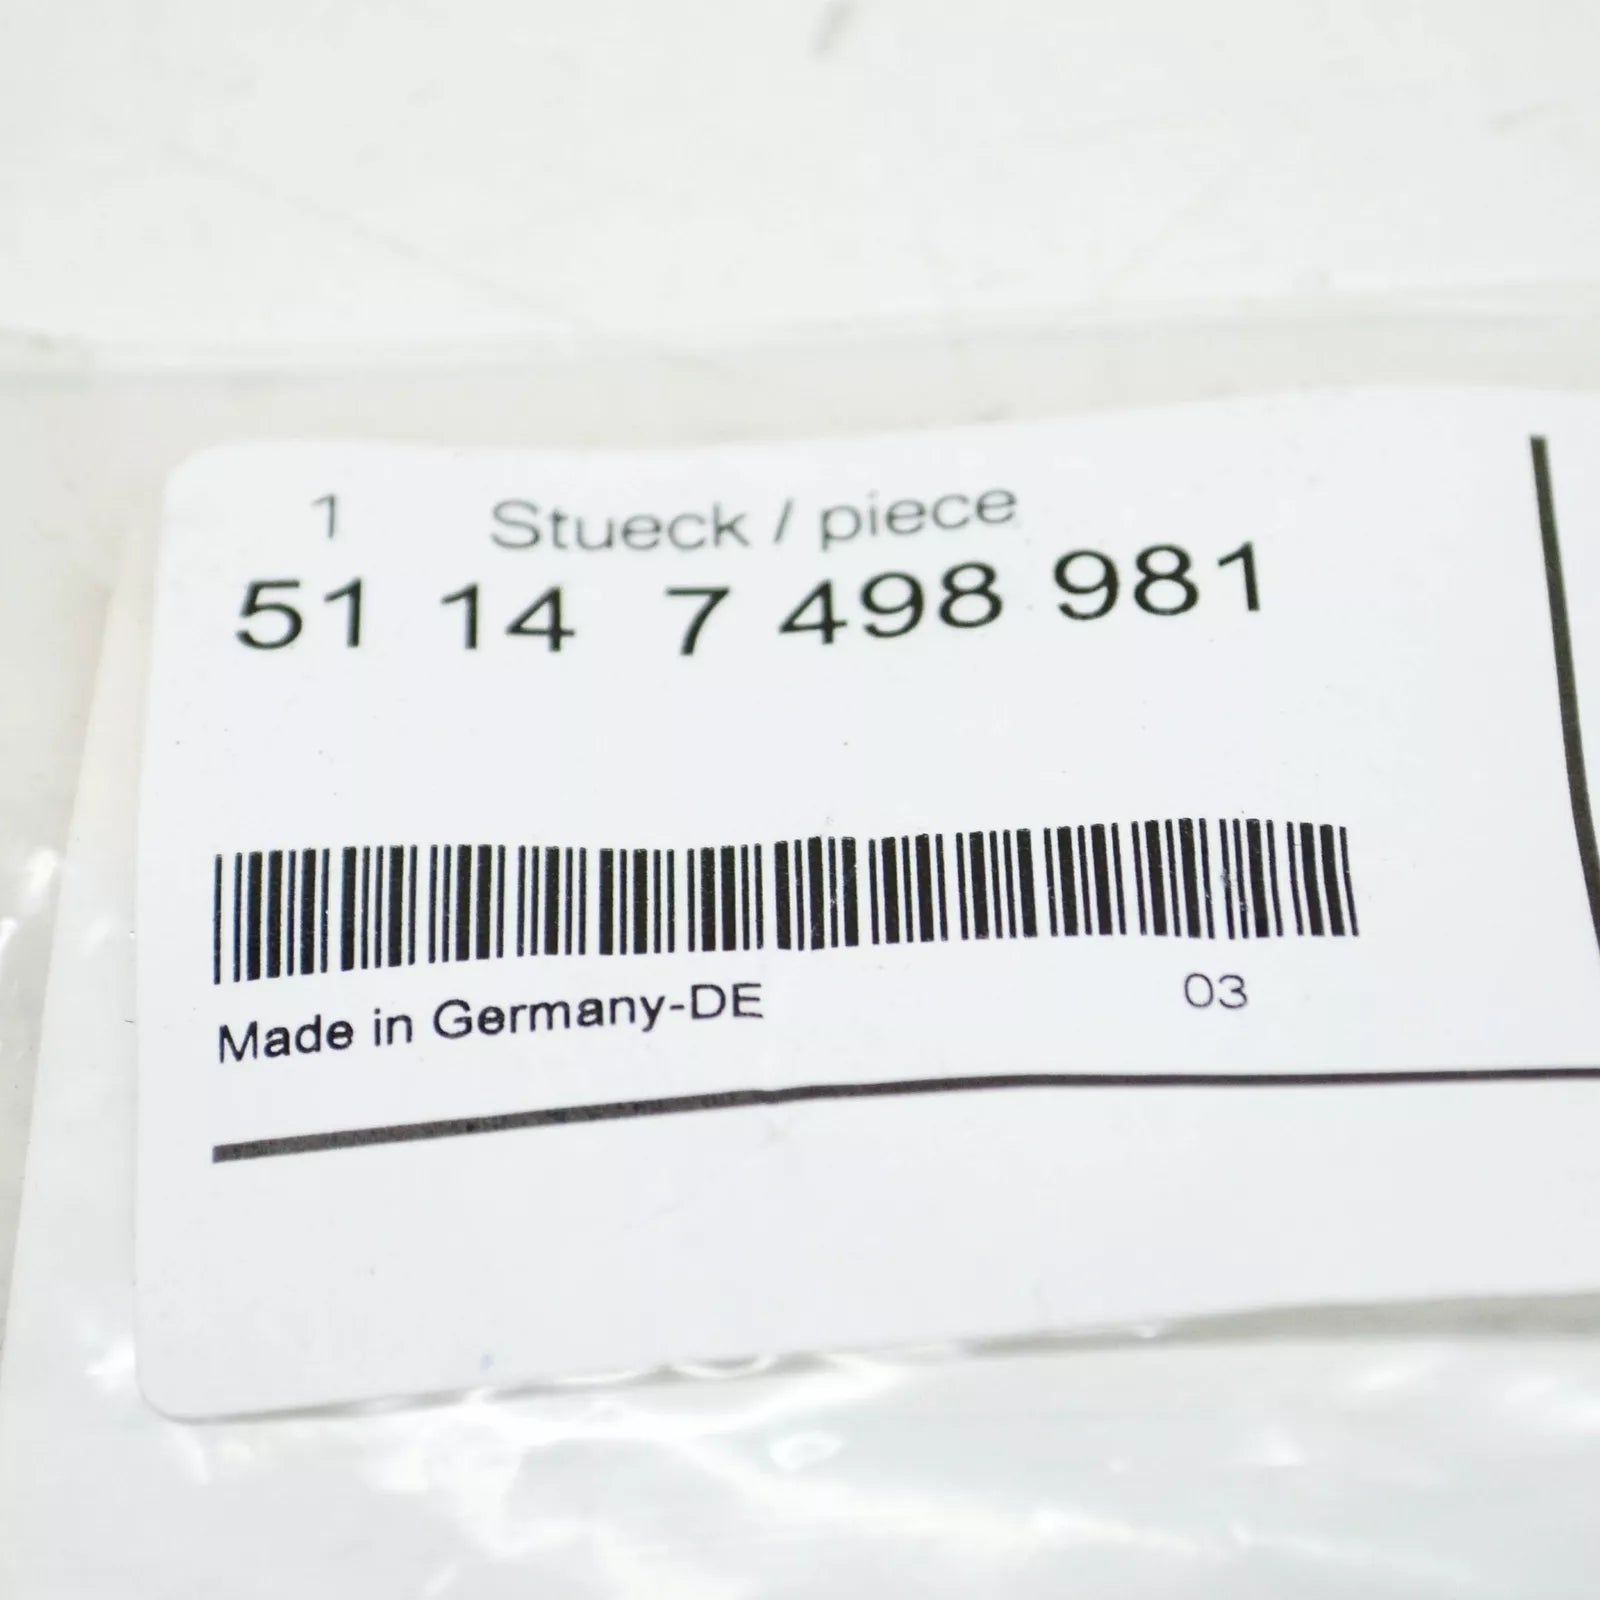 1 Stueck / piece
51 14 7 498 981
Made in Germany-DE 03